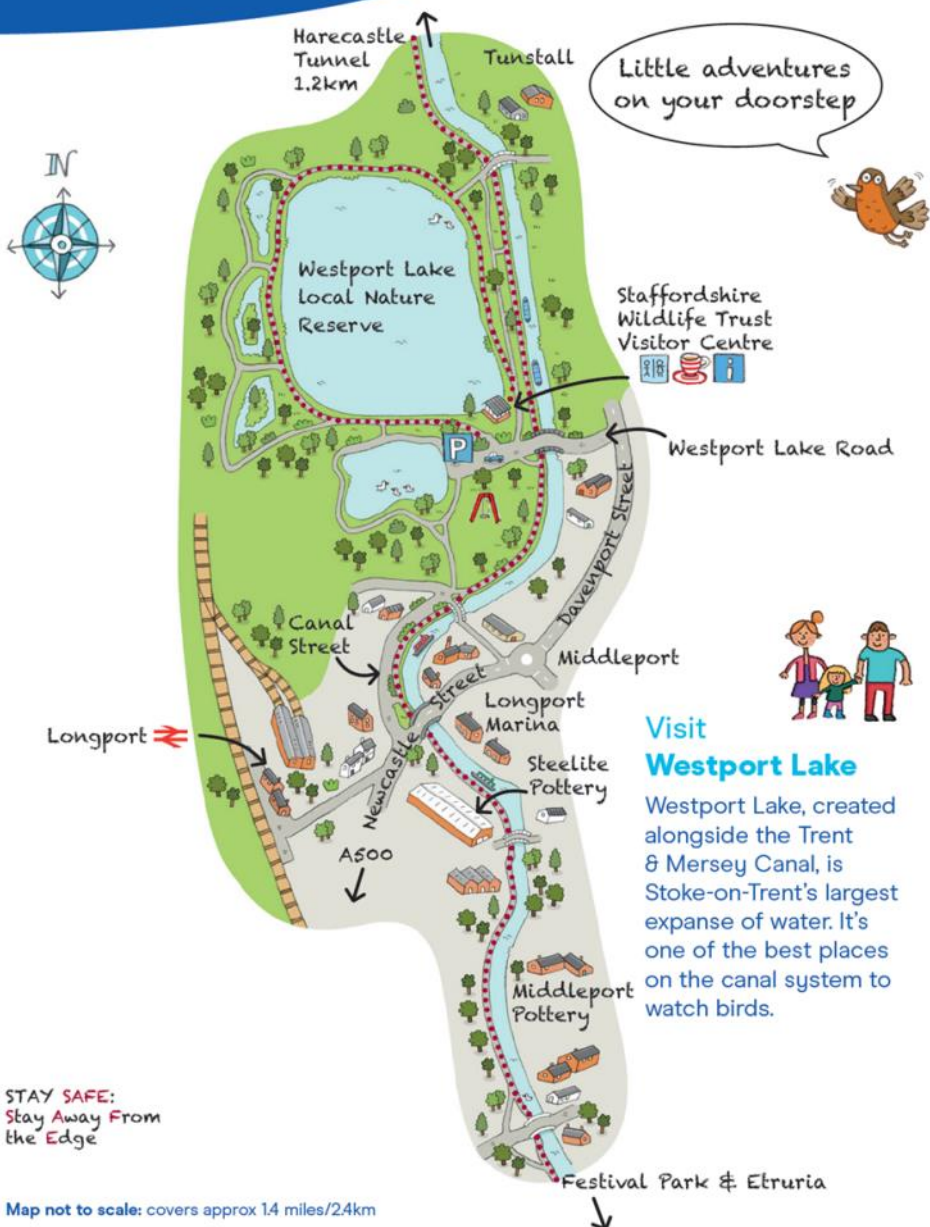 Harecastle
Tunnel
1.2km
Tunstall
Little adventures
on your doorstep
N
Westport Lake
local Nature
Reserve
Staffordshire
Wildlife Trust
Visitor Centre
i
P
Westport Lake Road
Davenport Street
Canal
Street
Middleport
Newcastle Street
Longport
Marina
Longport
Steelite
Pottery
A500
Visit
Westport Lake
Westport Lake, created
alongside the Trent
& Mersey Canal, is
Stoke-on-Trent's largest
expanse of water. It's
one of the best places
on the canal system to
watch birds.
Middleport
Pottery
STAY SAFE:
Stay Away From
the Edge
Festival Park & Etruria
Map not to scale: covers approx 1.4 miles/2.4km